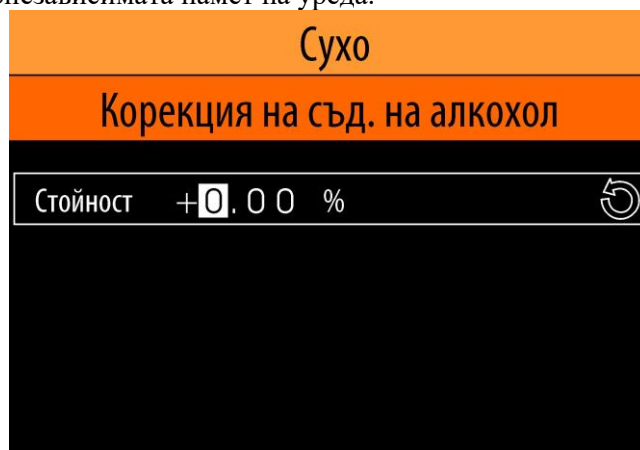 независимата памет на уреда.
Сухо
Корекция на съд. на алкохол
Стойност +0.00 %